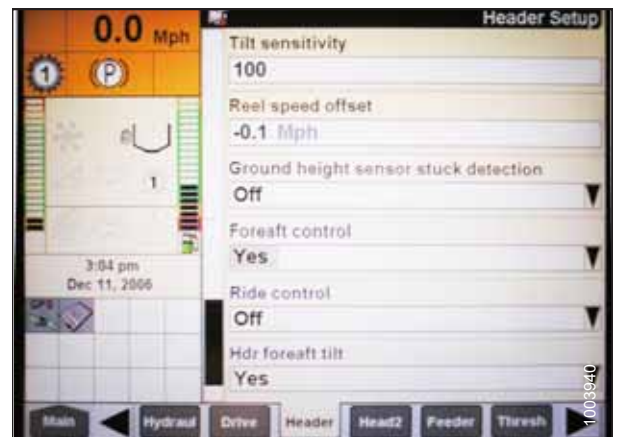 0.0 Mph
Header Setup
1
P
1
3:04 pm
Dec 11, 2006
GPS
Tilt sensitivity
100
Reel speed offset
-0.1 Mph
Ground height sensor stuck detection
Off
Foreaft control
Yes
Ride control
Off
Hdr foreaft tilt
Yes
Main
Hydraul
Drive
Header
Head2
Feeder
Thresh
1003940